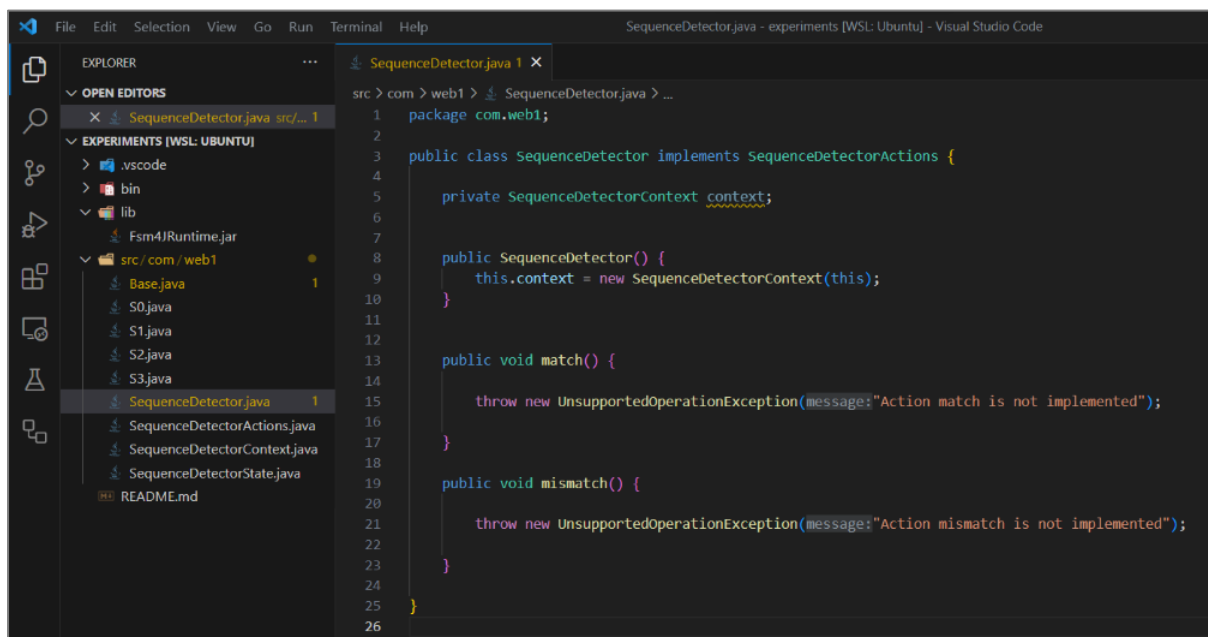 File Edit Selection View Go Run Terminal Help SequenceDetector.java - experiments [WSL: Ubuntu] - Visual Studio Code
EXPLORER ...
OPEN EDITORS
SequenceDetector.java src/... 1
EXPERIMENTS [WSL: UBUNTU]
.vscode
bin
lib
Fsm4JRuntime.jar
src/com/web1
Base.java 1
S0.java
S1.java
S2.java
S3.java
SequenceDetector.java 1
SequenceDetectorActions.java
SequenceDetectorContext.java
SequenceDetectorState.java
README.md
SequenceDetector.java 1
src > com > web1 > SequenceDetector.java > ...
1 package com.web1;
2
3 public class SequenceDetector implements SequenceDetectorActions {
4
5 private SequenceDetectorContext context;
6
7
8 public SequenceDetector() {
9 this.context = new SequenceDetectorContext(this);
10 }
11
12
13 public void match() {
14
15 throw new UnsupportedOperationException(message:"Action match is not implemented");
16
17 }
18
19 public void mismatch() {
20
21 throw new UnsupportedOperationException(message:"Action mismatch is not implemented");
22
23 }
24
25 }
26